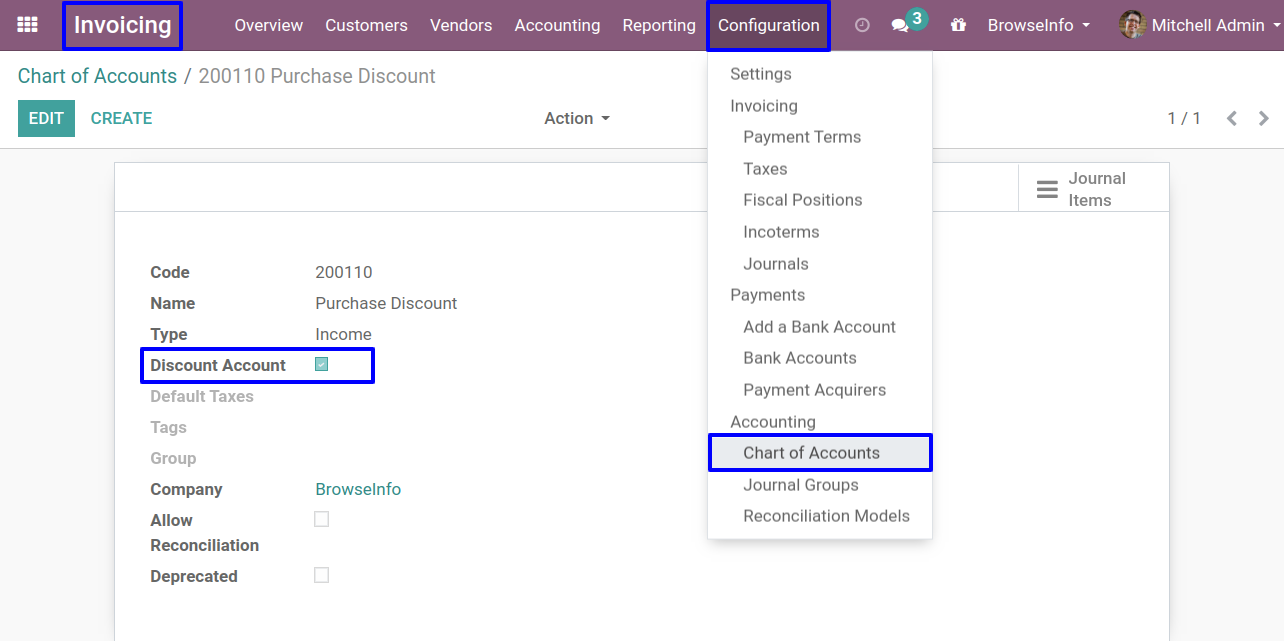 Invoicing Overview Customers Vendors Accounting Reporting Configuration 3 BrowseInfo Mitchell Admin
Chart of Accounts / 200110 Purchase Discount
EDIT CREATE Action 1 / 1
Settings
Invoicing
Payment Terms
Taxes
Fiscal Positions
Incoterms
Journals
Payments
Add a Bank Account
Bank Accounts
Payment Acquirers
Accounting
Chart of Accounts
Journal Groups
Reconciliation Models
Journal
Items
Code 200110
Name Purchase Discount
Type Income
Discount Account
Default Taxes
Tags
Group
Company BrowseInfo
Allow
Reconciliation
Deprecated